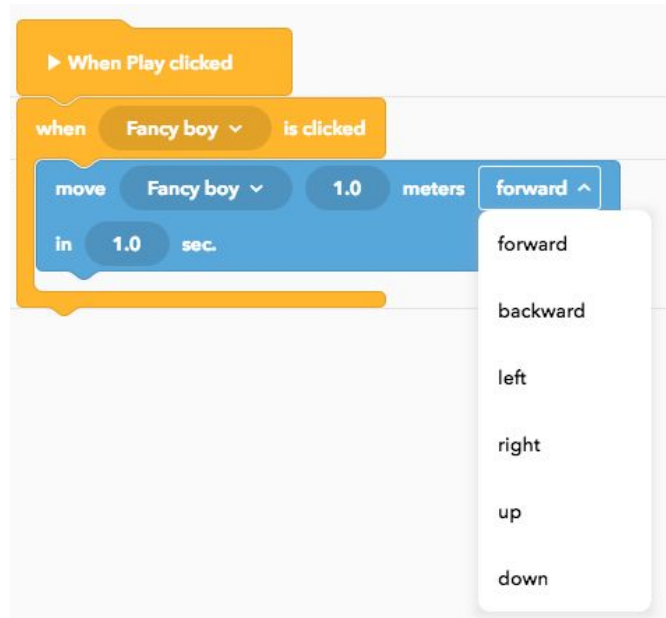 When Play clicked
when Fancy boy is clicked
move Fancy boy 1.0 meters forward
in 1.0 sec.
forward
backward
left
right
up
down